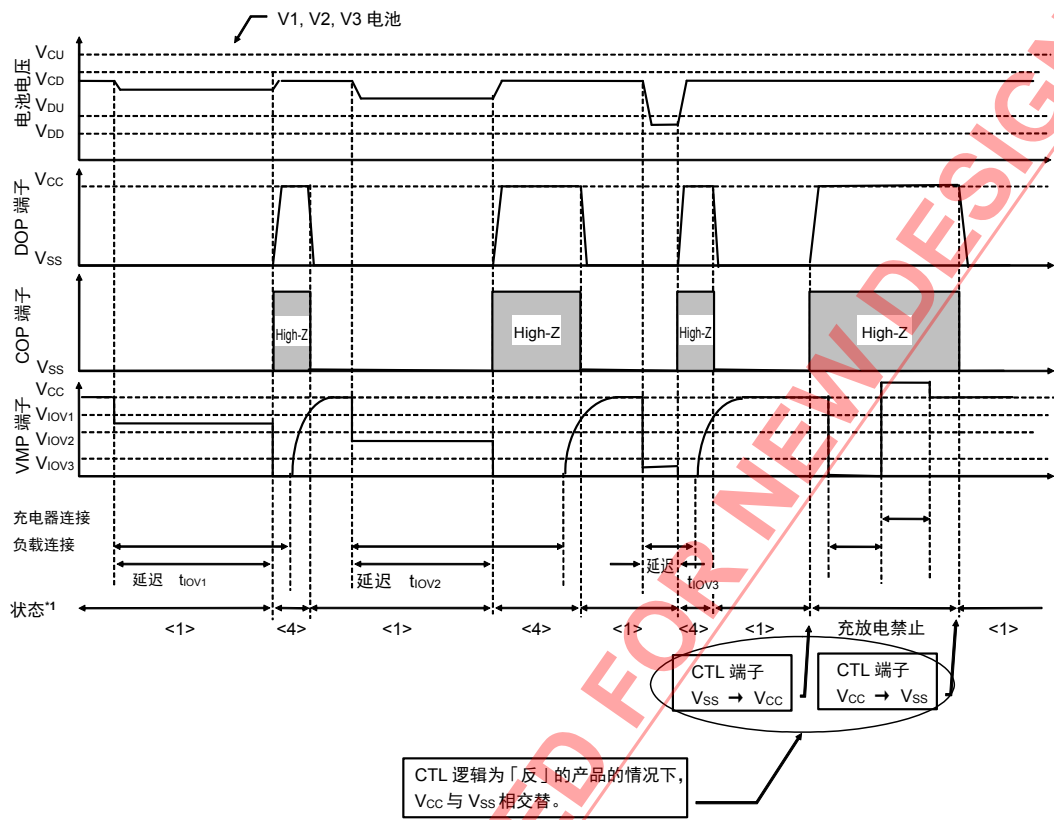 V1, V2, V3 电池
电池电压
VCU
VCD
VDU
VDD
DOP 端子
VCC
VSS
COP 端子
High-Z
High-Z
High-Z
High-Z
VSS
VMP 端子
VCC
VIOV1
VIOV2
VIOV3
充电器连接
负载连接
延迟 tIOV1
延迟 tIOV2
延迟
tIOV3
状态*1
<1>
<4>
<1>
<4>
<1>
<4>
<1>
充放电禁止
<1>
CTL 端子
VSS → VCC
CTL 端子
VCC → VSS
CTL 逻辑为「反」的产品的情况下，
VCC 与 VSS 相交替。
ED FOR NEW DESIGN